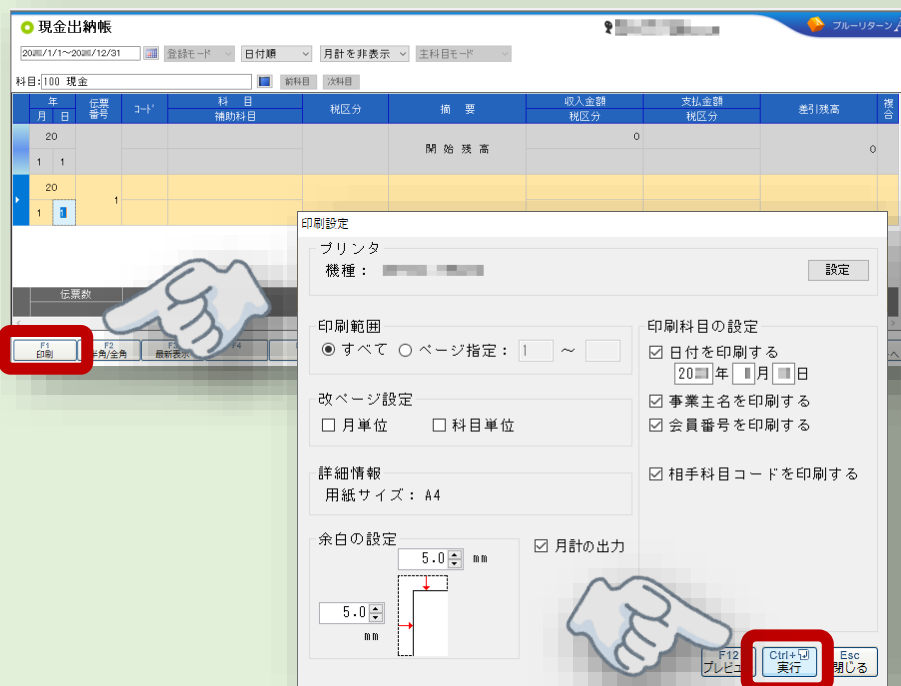 現金出納帳
ブルーリターンA
20 /1/1~20 /12/31 登録モード 日付順 月計を非表示 主科目モード
科目: 100 現金 前科目 次科目
年 伝票 コード 科 目 税区分 摘 要 収入金額 支払金額 差引残高 複
月 日 番号 補助科目 税区分 税区分 合
20 0
開 始 残 高 0
1 1
20
1
1 1
伝票数
F1 F2 F3 F4
印刷 半角/全角 最新表示
印刷設定
プリンタ
機種:
設定
印刷範囲
すべて ページ指定: 1 ~
改ページ設定
月単位 科目単位
詳細情報
用紙サイズ: A4
余白の設定
5.0 mm
5.0
mm
月計の出力
印刷科目の設定
日付を印刷する
20 年 月 日
事業主名を印刷する
会員番号を印刷する
相手科目コードを印刷する
F12 Ctrl+ Esc
プレビュ 実行 閉じる